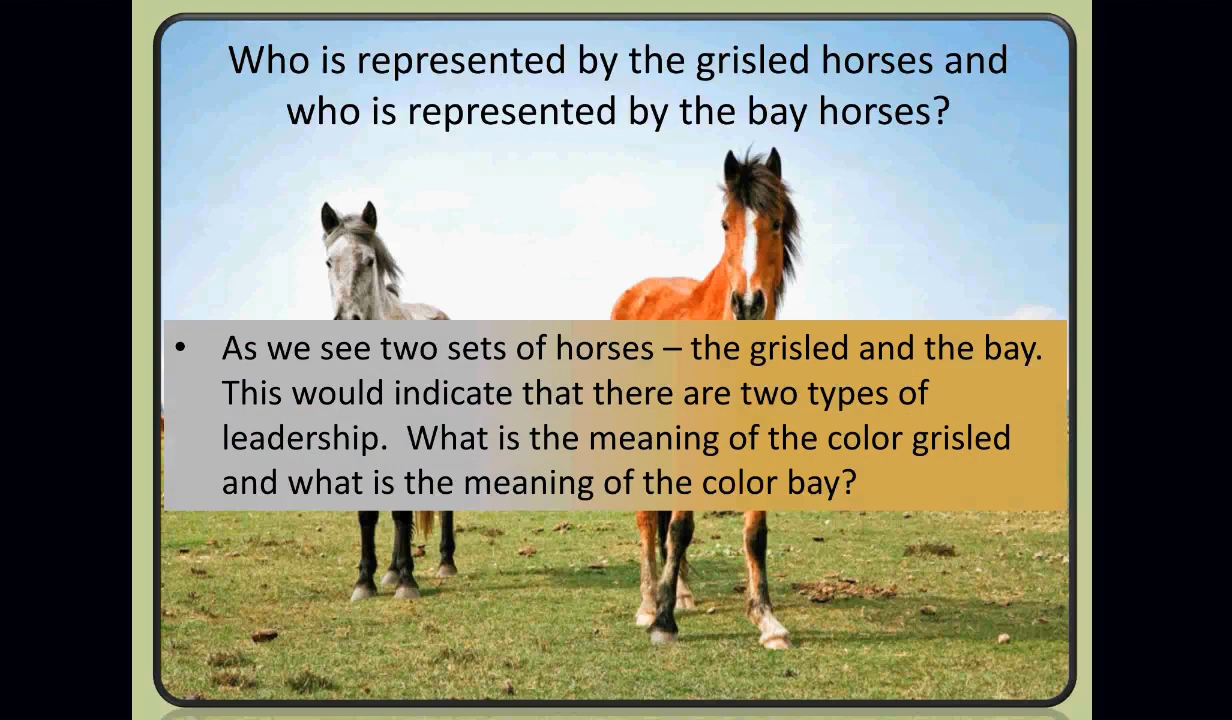 Who is represented by the grisled horses and
who is represented by the bay horses?
• As we see two sets of horses – the grisled and the bay.
This would indicate that there are two types of
leadership.  What is the meaning of the color grisled
and what is the meaning of the color bay?